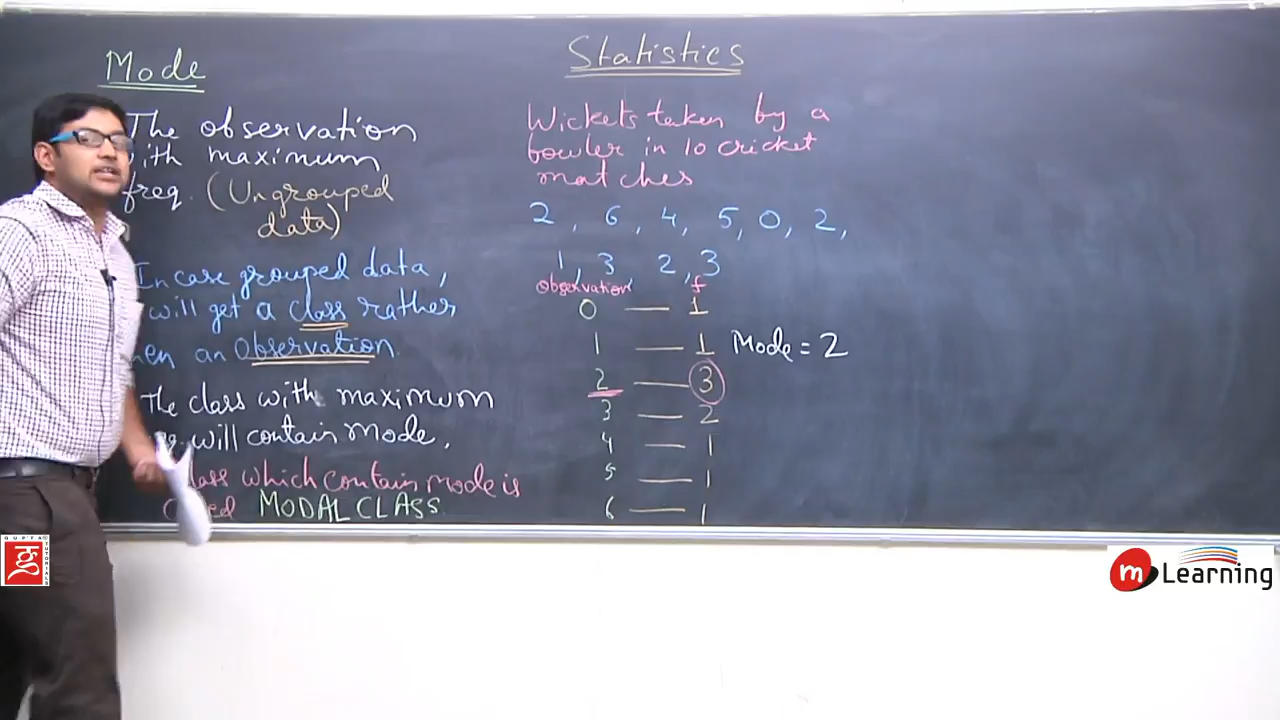 Mode
Statistics
The observation
with maximum
freq. (Ungrouped
data)
In case grouped data,
will get a class rather
an Observation.
The class with maximum
will contain mode.
which contain mode is
MODAL CLASS
Wickets taken by a
bowler in 10 cricket
matches
2, 6, 4, 5, 0, 2,
1, 3, 2, 3
observation f
0 — 1
1 — 1 Mode = 2
2 — 3
3 — 2
4 — 1
5 — 1
6 — 1
GUPTA TUTORIALS
m Learning